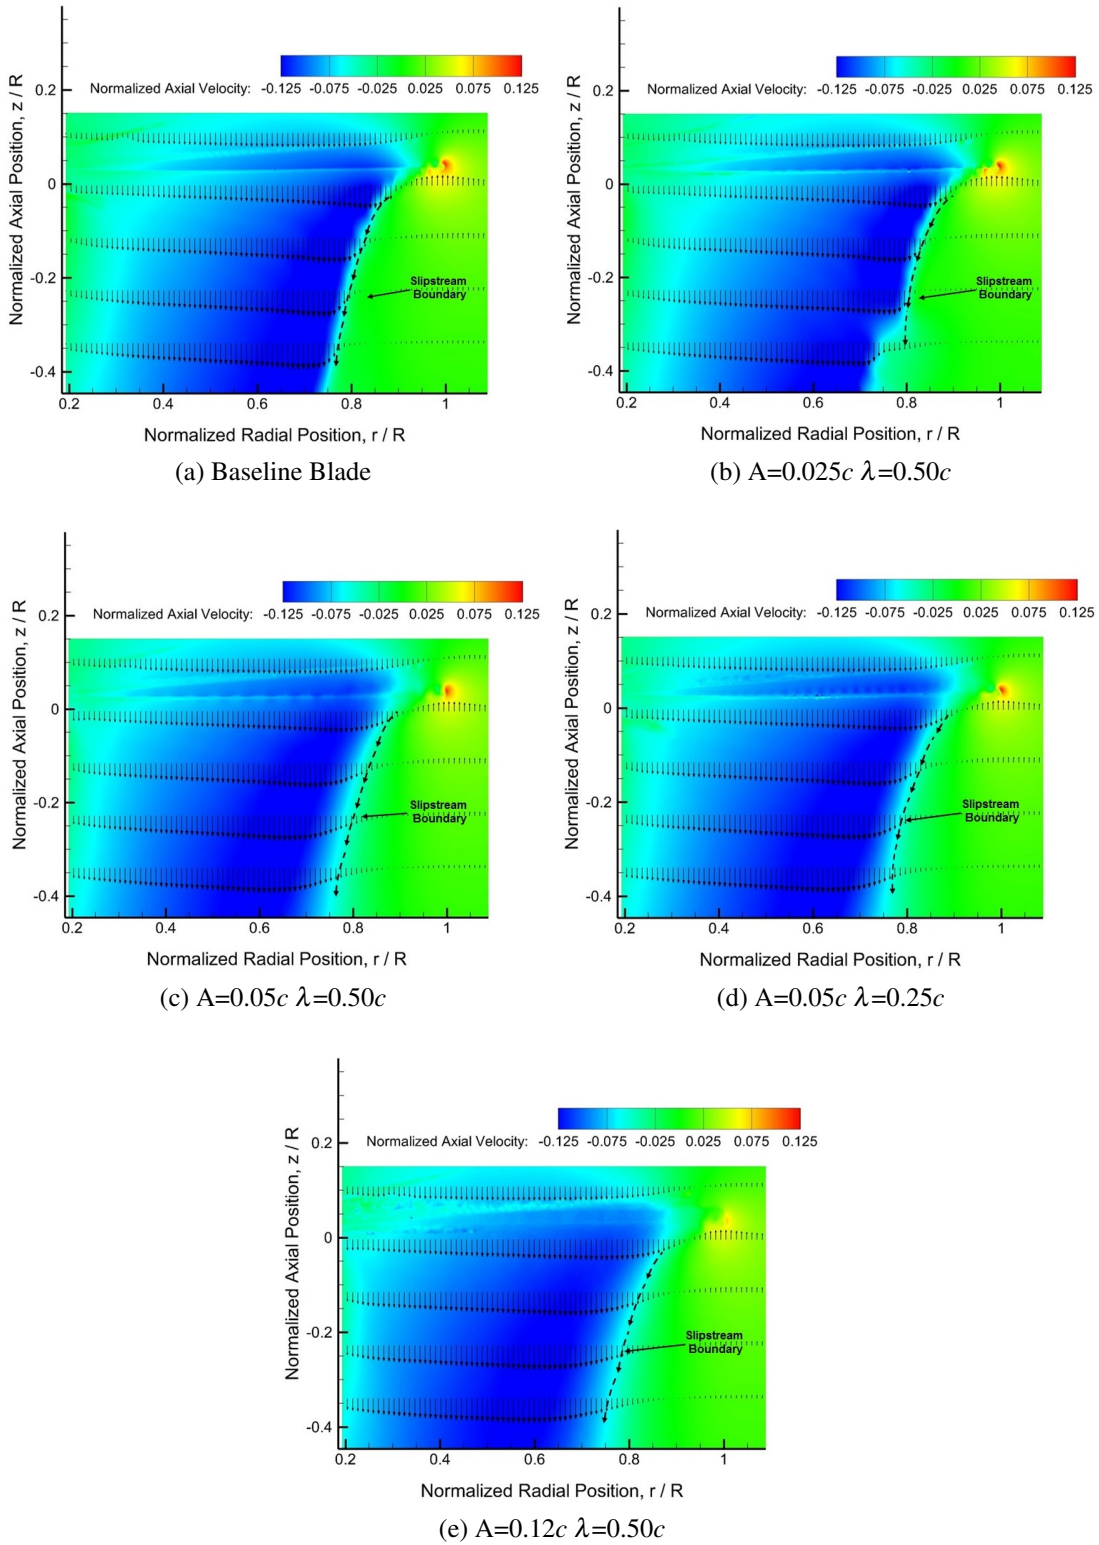 Normalized Axial Velocity: -0.125 -0.075 -0.025 0.025 0.075 0.125
Normalized Axial Position, z / R
0.2
0
-0.2
-0.4
Slipstream
Boundary
0.2 0.4 0.6 0.8 1
Normalized Radial Position, r / R
(a) Baseline Blade
Normalized Axial Velocity: -0.125 -0.075 -0.025 0.025 0.075 0.125
Normalized Axial Position, z / R
0.2
0
-0.2
-0.4
Slipstream
Boundary
0.2 0.4 0.6 0.8 1
Normalized Radial Position, r / R
(b) A=0.025c λ=0.50c
Normalized Axial Velocity: -0.125 -0.075 -0.025 0.025 0.075 0.125
Normalized Axial Position, z / R
0.2
0
-0.2
-0.4
Slipstream
Boundary
0.2 0.4 0.6 0.8 1
Normalized Radial Position, r / R
(c) A=0.05c λ=0.50c
Normalized Axial Velocity: -0.125 -0.075 -0.025 0.025 0.075 0.125
Normalized Axial Position, z / R
0.2
0
-0.2
-0.4
Slipstream
Boundary
0.2 0.4 0.6 0.8 1
Normalized Radial Position, r / R
(d) A=0.05c λ=0.25c
Normalized Axial Velocity: -0.125 -0.075 -0.025 0.025 0.075 0.125
Normalized Axial Position, z / R
0.2
0
-0.2
-0.4
Slipstream
Boundary
0.2 0.4 0.6 0.8 1
Normalized Radial Position, r / R
(e) A=0.12c λ=0.50c